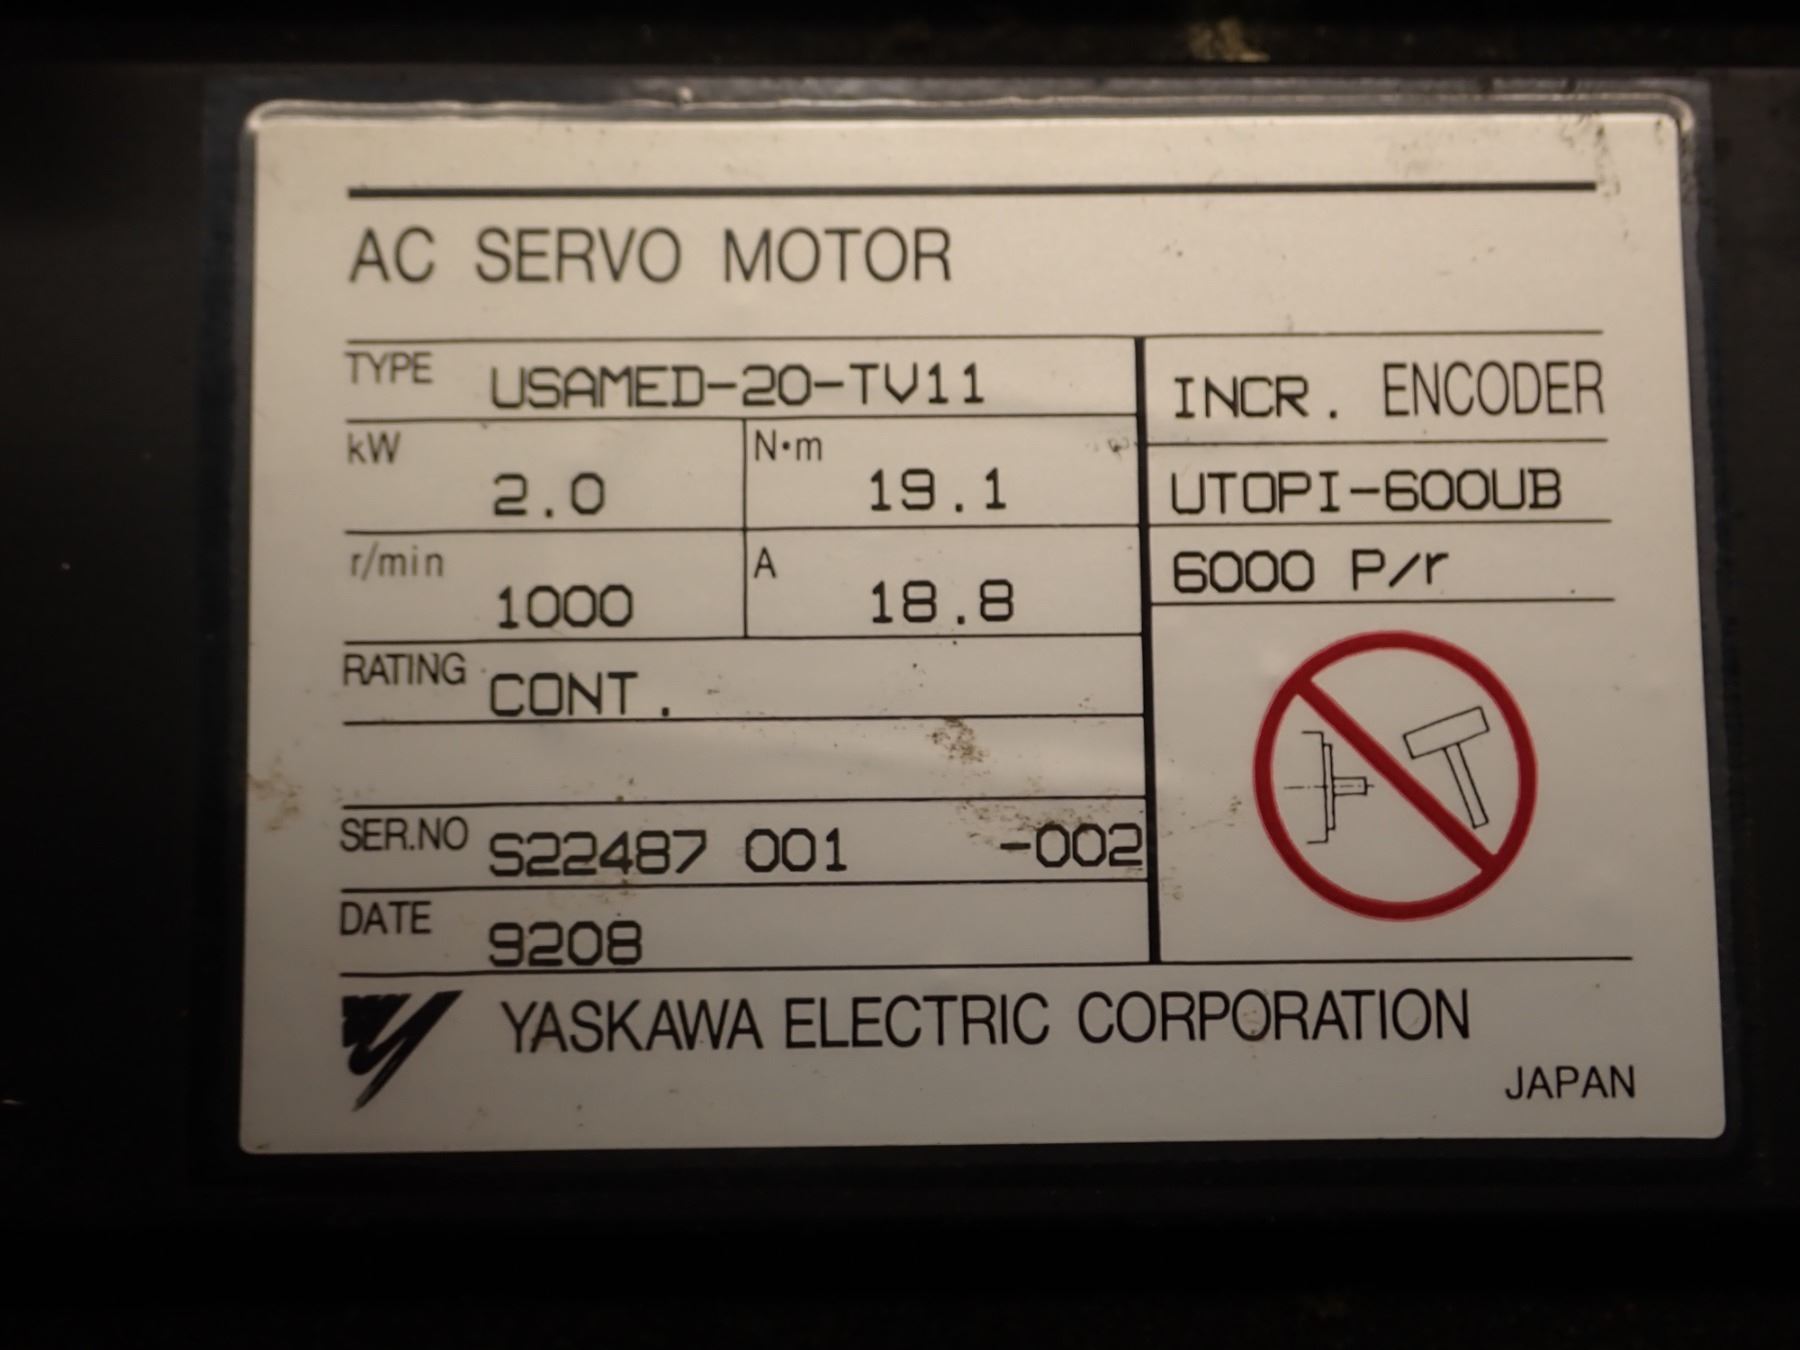 AC SERVO MOTOR
TYPE USAMED-20-TV11
INCR. ENCODER
kW 2.0 N·m 19.1
UTOPI-600UB
r/min 1000 A 18.8
6000 P/r
RATING CONT.
SER.NO S22487 001 -002
DATE 9208
YASKAWA ELECTRIC CORPORATION
JAPAN